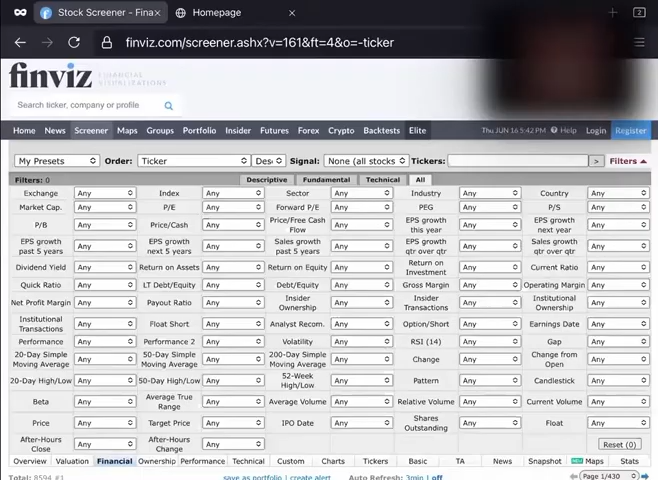 Stock Screener - Fina
Homepage
2
finviz.com/screener.ashx?v=161&ft=4&o=-ticker
finviz FINANCIAL VISUALIZATIONS
Search ticker, company or profile
Home News Screener Maps Groups Portfolio Insider Futures Forex Crypto Backtests Elite Thu JUN 16 5:42 PM Help Login Register
My Presets Order: Ticker Desc Signal: None (all stocks Tickers: > Filters
Filters: 0 Descriptive Fundamental Technical All
Exchange Any Index Any Sector Any Industry Any Country Any
Market Cap. Any P/E Any Forward P/E Any PEG Any P/S Any
P/B Any Price/Cash Any Price/Free Cash Flow Any EPS growth this year Any EPS growth next year Any
EPS growth past 5 years Any EPS growth next 5 years Any Sales growth past 5 years Any EPS growth qtr over qtr Any Sales growth qtr over qtr Any
Dividend Yield Any Return on Assets Any Return on Equity Any Return on Investment Any Current Ratio Any
Quick Ratio Any LT Debt/Equity Any Debt/Equity Any Gross Margin Any Operating Margin Any
Net Profit Margin Any Payout Ratio Any Insider Ownership Any Insider Transactions Any Institutional Ownership Any
Institutional Transactions Any Float Short Any Analyst Recom. Any Option/Short Any Earnings Date Any
Performance Any Performance 2 Any Volatility Any RSI (14) Any Gap Any
20-Day Simple Moving Average Any 50-Day Simple Moving Average Any 200-Day Simple Moving Average Any Change Any Change from Open Any
20-Day High/Low Any 50-Day High/Low Any 52-Week High/Low Any Pattern Any Candlestick Any
Beta Any Average True Range Any Average Volume Any Relative Volume Any Current Volume Any
Price Any Target Price Any IPO Date Any Shares Outstanding Any Float Any
After-Hours Close Any After-Hours Change Any Reset (0)
Overview Valuation Financial Ownership Performance Technical Custom Charts Tickers Basic TA News Snapshot Maps Stats
Total: 8594 #1 save as portfolio | create alert Auto Refresh: 3min | off Page 1/430